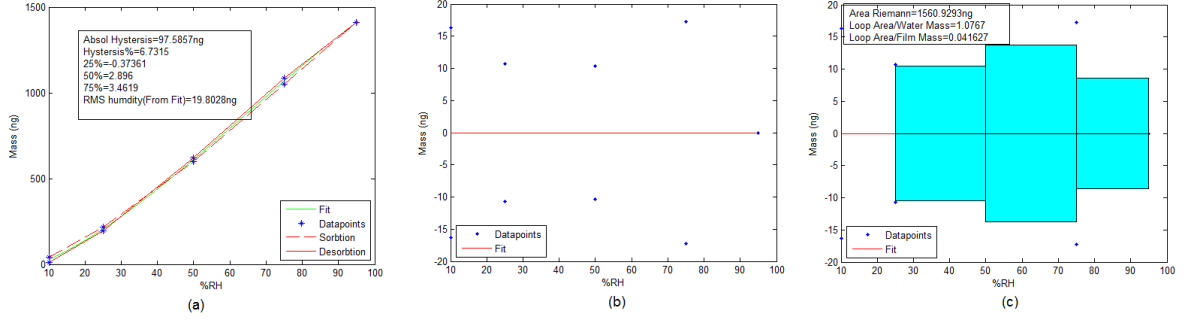 1500
1000
500
0
Mass (ng)
Absol Hystersis=97.5857ng
Hystersis%=6.7315
25%=-0.37361
50%=2.896
75%=3.4619
RMS humdity(From Fit)=19.8028ng
Fit
Datapoints
Sorbtion
Desorbtion
10 20 30 40 50 60 70 80 90 100
%RH
(a)
20
15
10
5
0
-5
-10
-15
-20
Mass (ng)
Datapoints
Fit
10 20 30 40 50 60 70 80 90 100
%RH
(b)
20
15
10
5
0
-5
-10
-15
-20
Mass (ng)
Area Riemann=1560.9293ng
Loop Area/Water Mass=1.0767
Loop Area/Film Mass=0.041627
Datapoints
Fit
10 20 30 40 50 60 70 80 90 100
%RH
(c)